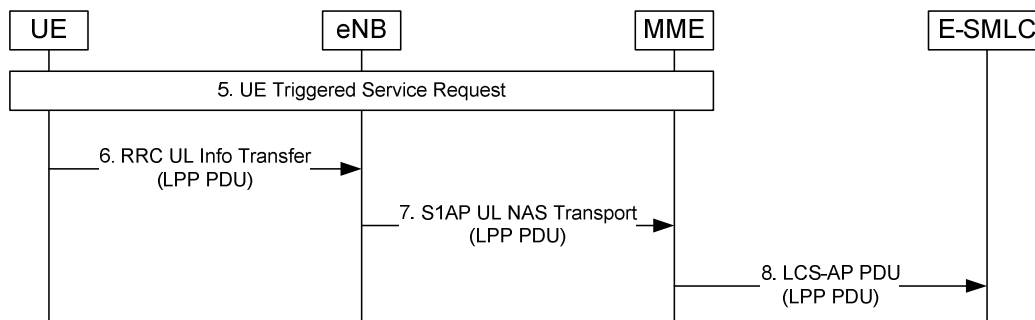 UE
eNB
MME
E-SMLC
5. UE Triggered Service Request
6. RRC UL Info Transfer
(LPP PDU)
7. S1AP UL NAS Transport
(LPP PDU)
8. LCS-AP PDU
(LPP PDU)